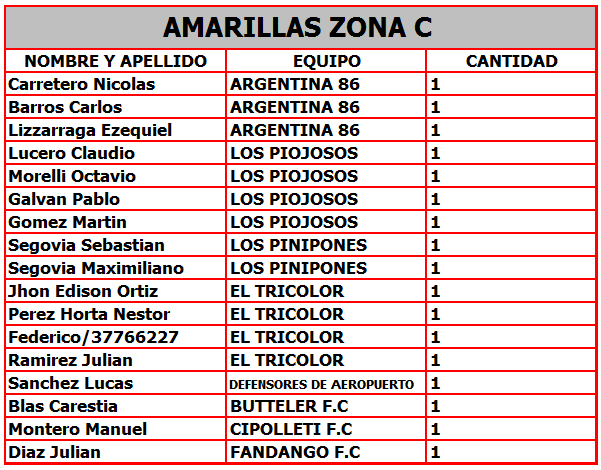 AMARILLAS ZONA C
NOMBRE Y APELLIDO EQUIPO CANTIDAD
Carretero Nicolas ARGENTINA 86 1
Barros Carlos ARGENTINA 86 1
Lizzarraga Ezequiel ARGENTINA 86 1
Lucero Claudio LOS PIOJOSOS 1
Morelli Octavio LOS PIOJOSOS 1
Galvan Pablo LOS PIOJOSOS 1
Gomez Martin LOS PIOJOSOS 1
Segovia Sebastian LOS PINIPONES 1
Segovia Maximiliano LOS PINIPONES 1
Jhon Edison Ortiz EL TRICOLOR 1
Perez Horta Nestor EL TRICOLOR 1
Federico/37766227 EL TRICOLOR 1
Ramirez Julian EL TRICOLOR 1
Sanchez Lucas DEFENSORES DE AEROPUERTO 1
Blas Carestia BUTTELER F.C 1
Montero Manuel CIPOLLETI F.C 1
Diaz Julian FANDANGO F.C 1